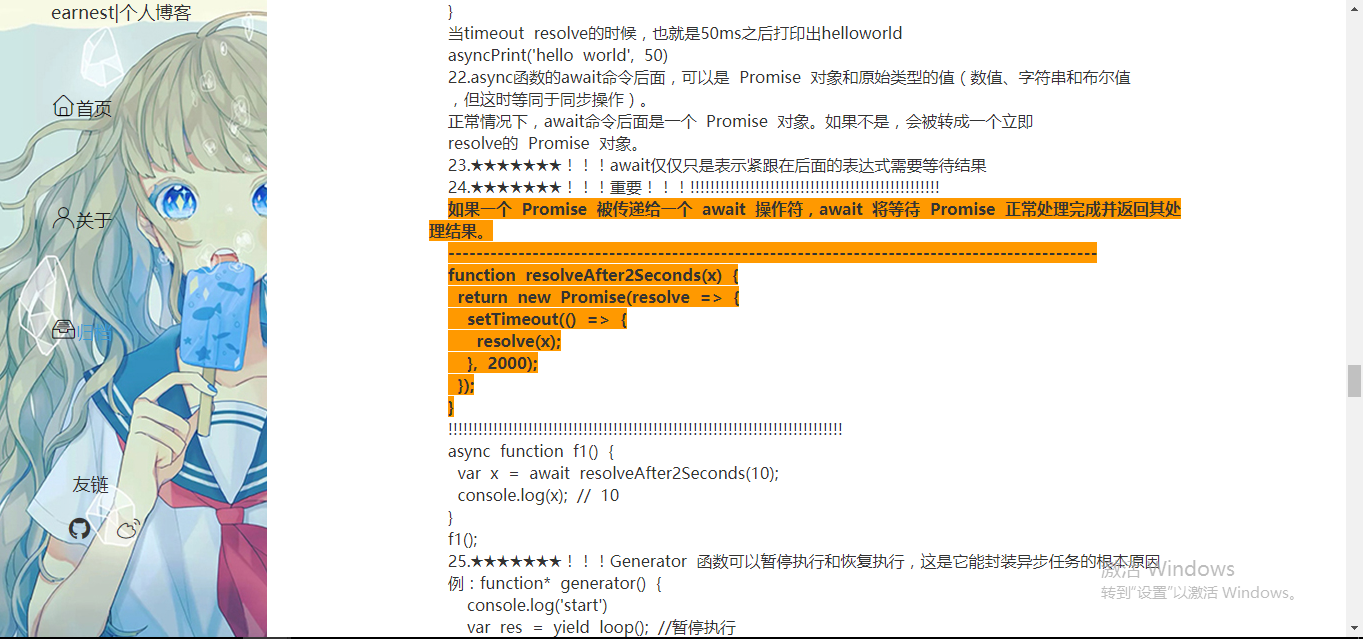 earnest|个人博客
首页
关于
归档
友链
}
当timeout resolve的时候，也就是50ms之后打印出helloworld
asyncPrint('hello world', 50)
22.async函数的await命令后面，可以是 Promise 对象和原始类型的值（数值、字符串和布尔值
，但这时等同于同步操作）。
正常情况下，await命令后面是一个 Promise 对象。如果不是，会被转成一个立即
resolve的 Promise 对象。
23.★★★★★★★！！！await仅仅只是表示紧跟在后面的表达式需要等待结果
24.★★★★★★★！！！重要！！！!!!!!!!!!!!!!!!!!!!!!!!!!!!!!!!!!!!!!!!!!!!!!!!!!!
如果一个 Promise 被传递给一个 await 操作符，await 将等待 Promise 正常处理完成并返回其处
理结果。
---------------------------------------------------------------------------------------------
function resolveAfter2Seconds(x) {
return new Promise(resolve => {
setTimeout(() => {
resolve(x);
}, 2000);
});
}
!!!!!!!!!!!!!!!!!!!!!!!!!!!!!!!!!!!!!!!!!!!!!!!!!!!!!!!!!!!!!!!!!!!!!!!!!!!!!!!
async function f1() {
var x = await resolveAfter2Seconds(10);
console.log(x); // 10
}
f1();
25.★★★★★★★！！！Generator 函数可以暂停执行和恢复执行，这是它能封装异步任务的根本原因
例：function* generator() {
console.log('start')
var res = yield loop(); //暂停执行
激活 Windows
转到"设置"以激活 Windows。